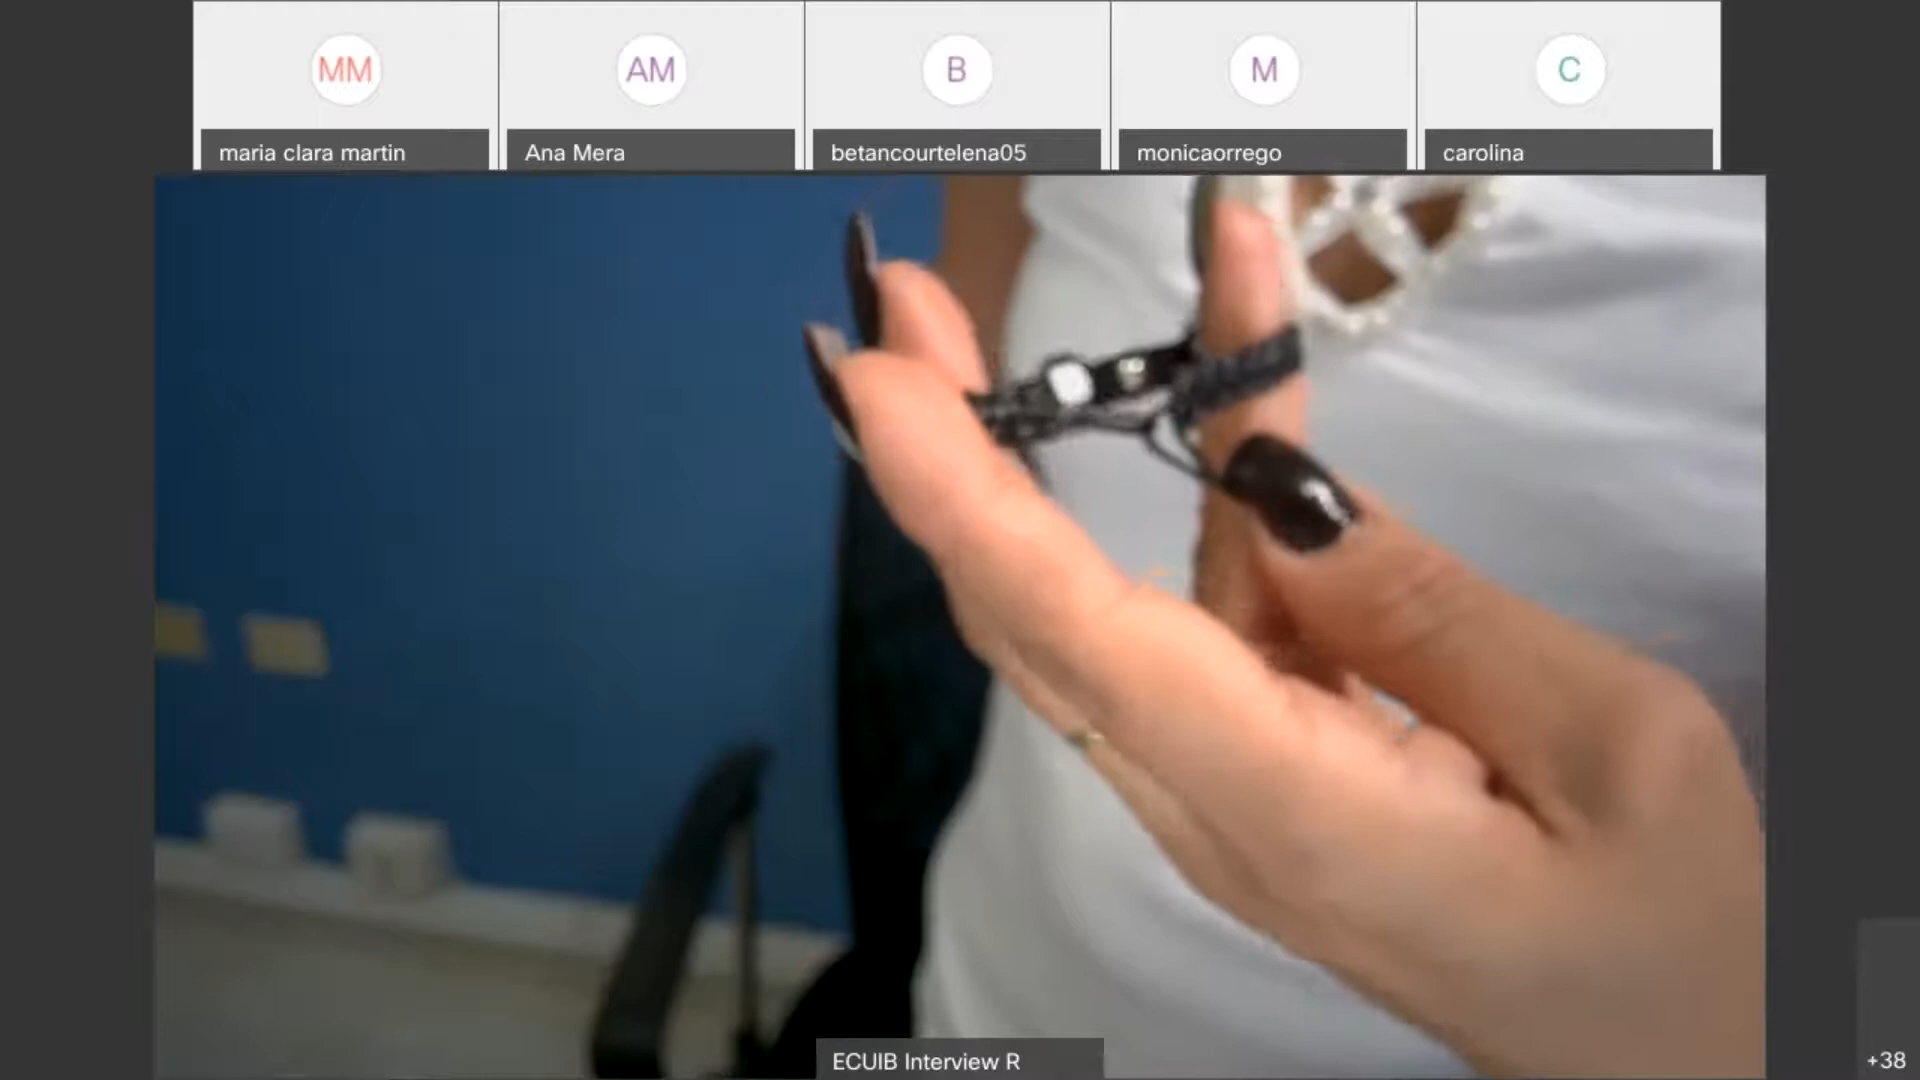 MM
AM
B
M
C
maria clara martin
Ana Mera
betancourtelena05
monicaorrego
carolina
ECUIB Interview R
+38